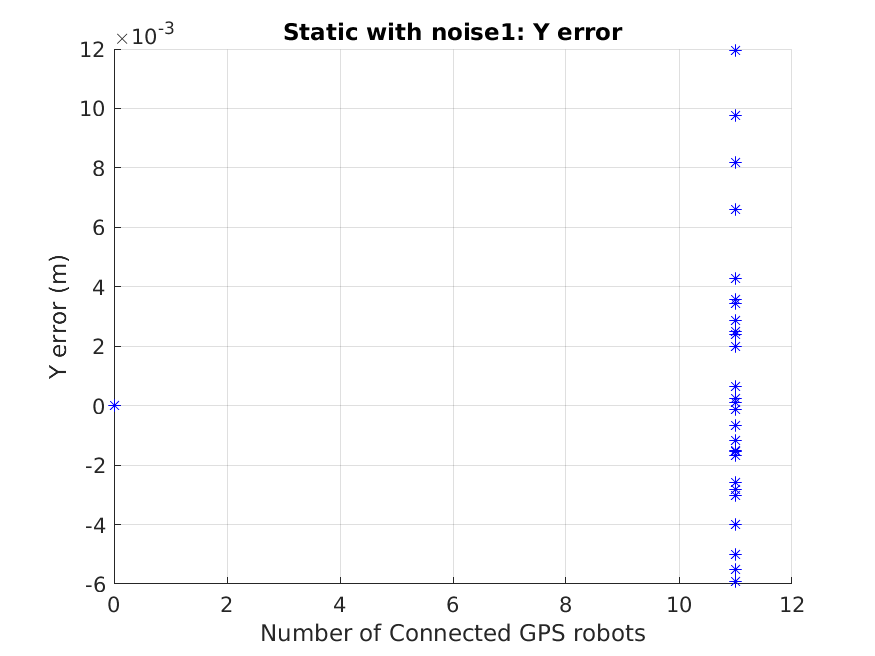 Static with noise1: Y error
×10-3
12
10
8
6
4
2
0
-2
-4
-6
Y error (m)
0 2 4 6 8 10 12
Number of Connected GPS robots